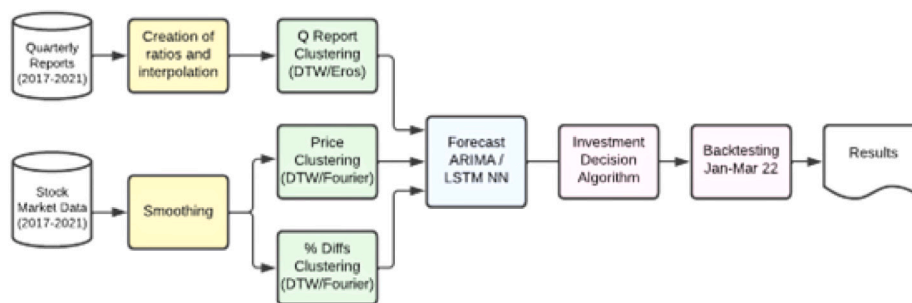 Quarterly
Reports
(2017-2021)
Creation of
ratios and
interpolation
Q Report
Clustering
(DTW/Eros)
Stock
Market Data
(2017-2021)
Smoothing
Price
Clustering
(DTW/Fourier)
% Diffs
Clustering
(DTW/Fourier)
Forecast
ARIMA /
LSTM NN
Investment
Decision
Algorithm
Backtesting
Jan-Mar 22
Results